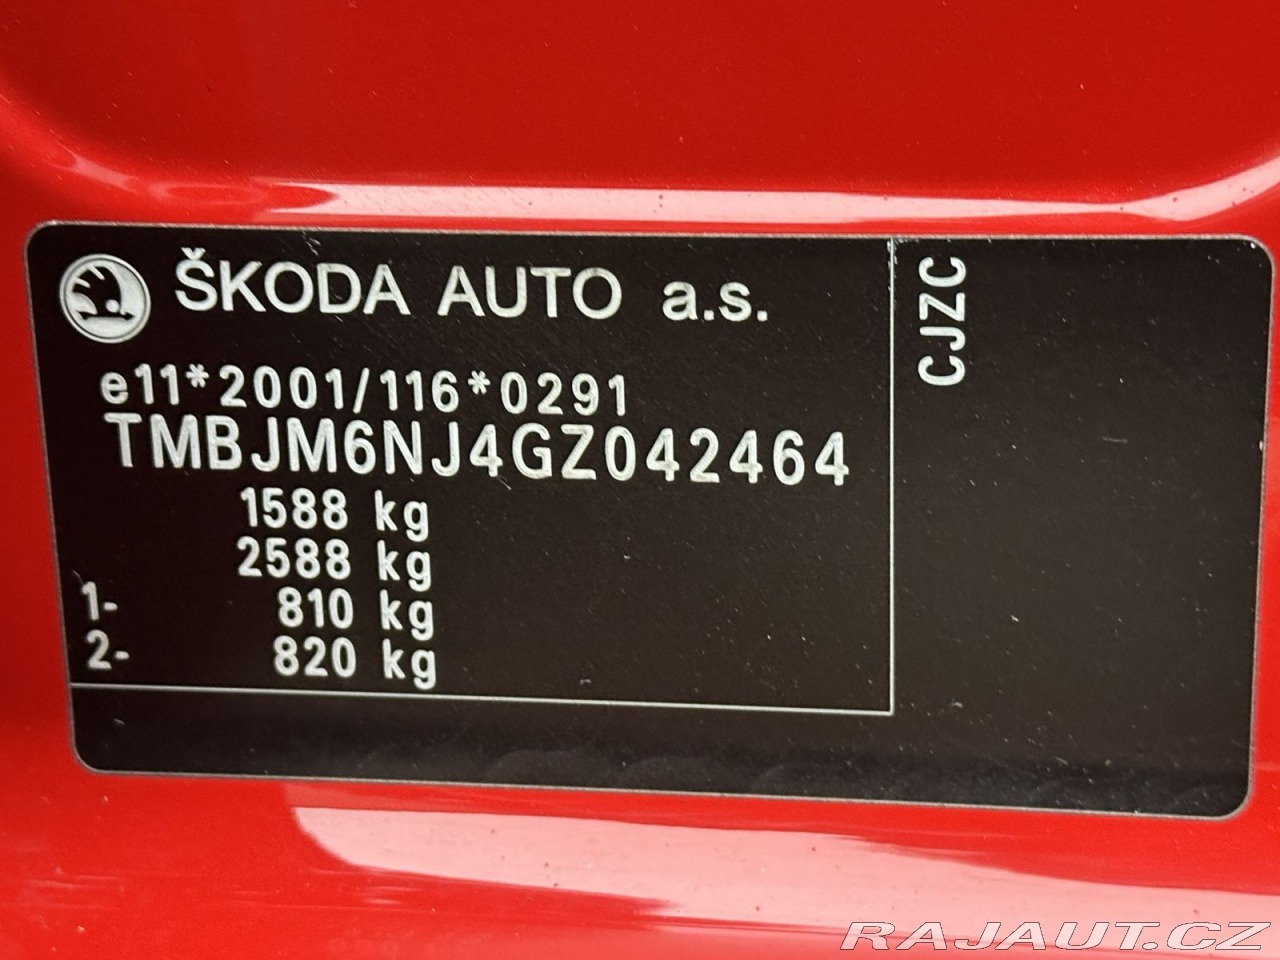 ŠKODA AUTO a.s.
e11*2001/116*0291
TMBJM6NJ4GZ042464
1588 kg
2588 kg
1- 810 kg
2- 820 kg
CJZC
RAJAUT.CZ